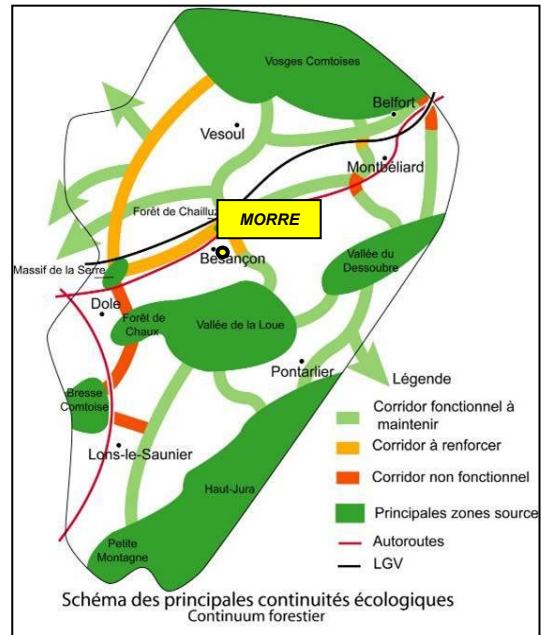 Vosges Comtoises
Belfort
Vesoul
Montbéliard
Forêt de Chailluz
MORRE
Besançon
Massif de la Serre
Vallée du
Dessoubre
Dole
Forêt de
Chaux
Vallée de la Loue
Pontarlier
Bresse
Comtoise
Lons-le-Saunier
Haut-Jura
Petite
Montagne
Légende
Corridor fonctionnel à
maintenir
Corridor à renforcer
Corridor non fonctionnel
Principales zones source
Autoroutes
LGV
Schéma des principales continuités écologiques
Continuum forestier